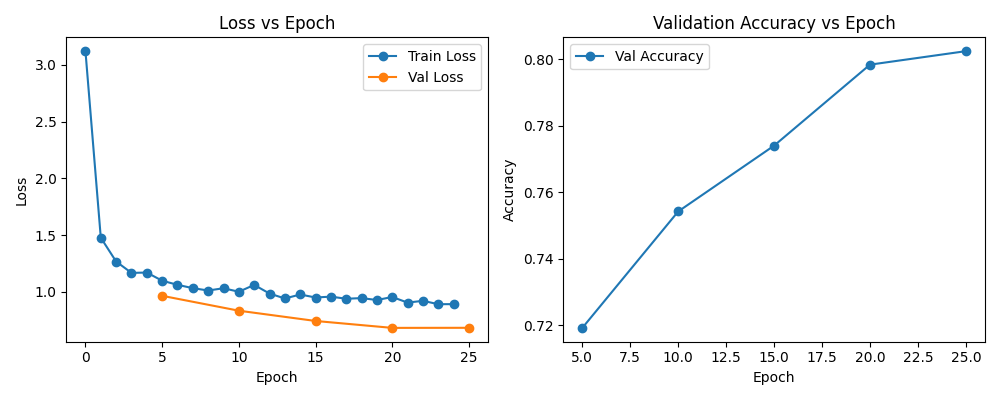 Loss vs Epoch
Train Loss
Val Loss
3.0
2.5
2.0
1.5
1.0
Loss
0
5
10
15
20
25
Epoch
Validation Accuracy vs Epoch
Val Accuracy
0.80
0.78
0.76
0.74
0.72
Accuracy
5.0
7.5
10.0
12.5
15.0
17.5
20.0
22.5
25.0
Epoch